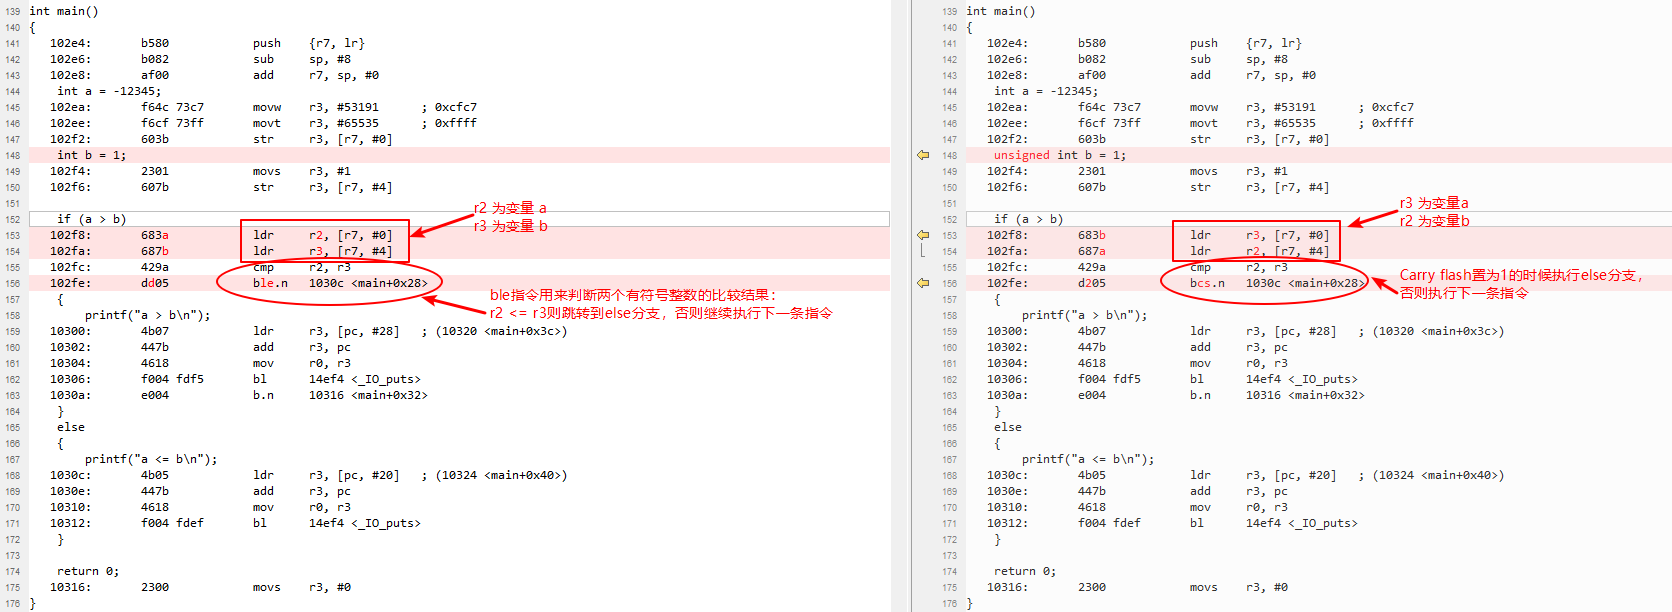 139 int main()
140 {
141 102e4: b580 push {r7, lr}
142 102e6: b082 sub sp, #8
143 102e8: af00 add r7, sp, #0
144 int a = -12345;
145 102ea: f64c 73c7 movw r3, #53191 ; 0xcfc7
146 102ee: f6cf 73ff movt r3, #65535 ; 0xffff
147 102f2: 603b str r3, [r7, #0]
148 int b = 1;
149 102f4: 2301 movs r3, #1
150 102f6: 607b str r3, [r7, #4]
151
152 if (a > b)
153 102f8: 683a ldr r2, [r7, #0]
154 102fa: 687b ldr r3, [r7, #4]
155 102fc: 429a cmp r2, r3
156 102fe: dd05 ble.n 1030c <main+0x28>
157 {
158 printf("a > b\n");
159 10300: 4b07 ldr r3, [pc, #28] ; (10320 <main+0x3c>)
160 10302: 447b add r3, pc
161 10304: 4618 mov r0, r3
162 10306: f004 fdf5 bl 14ef4 <_IO_puts>
163 1030a: e004 b.n 10316 <main+0x32>
164 }
165 else
166 {
167 printf("a <= b\n");
168 1030c: 4b05 ldr r3, [pc, #20] ; (10324 <main+0x40>)
169 1030e: 447b add r3, pc
170 10310: 4618 mov r0, r3
171 10312: f004 fdef bl 14ef4 <_IO_puts>
172 }
173
174 return 0;
175 10316: 2300 movs r3, #0
176 }
r2 为变量 a
r3 为变量 b
ble指令用来判断两个有符号整数的比较结果：
r2 <= r3则跳转到else分支，否则继续执行下一条指令
139 int main()
140 {
141 102e4: b580 push {r7, lr}
142 102e6: b082 sub sp, #8
143 102e8: af00 add r7, sp, #0
144 int a = -12345;
145 102ea: f64c 73c7 movw r3, #53191 ; 0xcfc7
146 102ee: f6cf 73ff movt r3, #65535 ; 0xffff
147 102f2: 603b str r3, [r7, #0]
148 unsigned int b = 1;
149 102f4: 2301 movs r3, #1
150 102f6: 607b str r3, [r7, #4]
151
152 if (a > b)
153 102f8: 683b ldr r3, [r7, #0]
154 102fa: 687a ldr r2, [r7, #4]
155 102fc: 429a cmp r2, r3
156 102fe: d205 bcs.n 1030c <main+0x28>
157 {
158 printf("a > b\n");
159 10300: 4b07 ldr r3, [pc, #28] ; (10320 <main+0x3c>)
160 10302: 447b add r3, pc
161 10304: 4618 mov r0, r3
162 10306: f004 fdf5 bl 14ef4 <_IO_puts>
163 1030a: e004 b.n 10316 <main+0x32>
164 }
165 else
166 {
167 printf("a <= b\n");
168 1030c: 4b05 ldr r3, [pc, #20] ; (10324 <main+0x40>)
169 1030e: 447b add r3, pc
170 10310: 4618 mov r0, r3
171 10312: f004 fdef bl 14ef4 <_IO_puts>
172 }
173
174 return 0;
175 10316: 2300 movs r3, #0
176 }
r3 为变量a
r2 为变量b
Carry flash置为1的时候执行else分支，
否则执行下一条指令